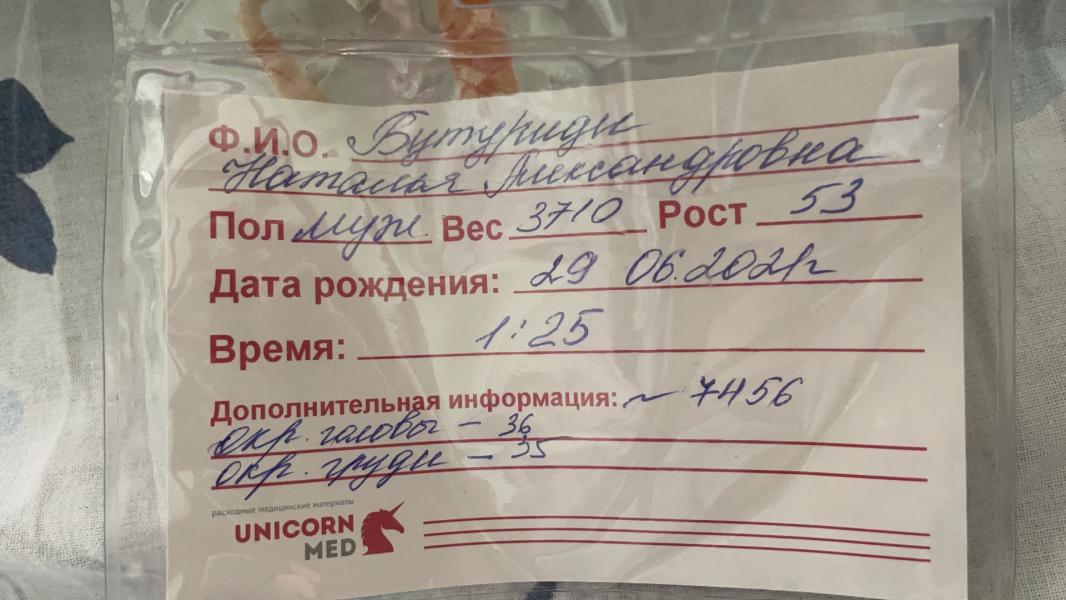 Ф.И.О. Бутуриди
Наталья Александровна
Пол муж. Вес 3710 Рост 53
Дата рождения: 29 06.2021г
Время: 1:25
Дополнительная информация: ~ 7456
окр. головы - 36
окр. груди - 35
расходные медицинские материалы
UNICORN
MED